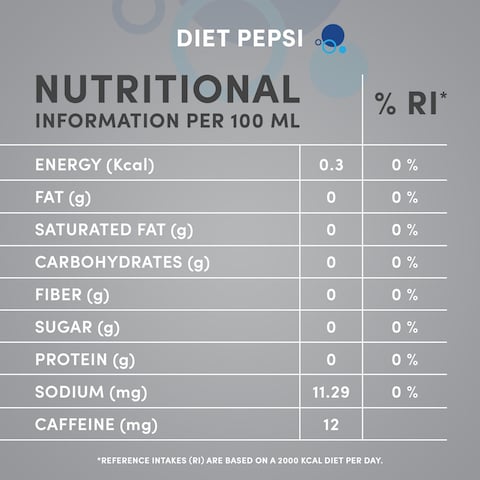 DIET PEPSI
NUTRITIONAL
INFORMATION PER 100 ML
% RI*
ENERGY (Kcal) 0.3 0 %
FAT (g) 0 0 %
SATURATED FAT (g) 0 0 %
CARBOHYDRATES (g) 0 0 %
FIBER (g) 0 0 %
SUGAR (g) 0 0 %
PROTEIN (g) 0 0 %
SODIUM (mg) 11.29 0 %
CAFFEINE (mg) 12
*REFERENCE INTAKES (RI) ARE BASED ON A 2000 KCAL DIET PER DAY.